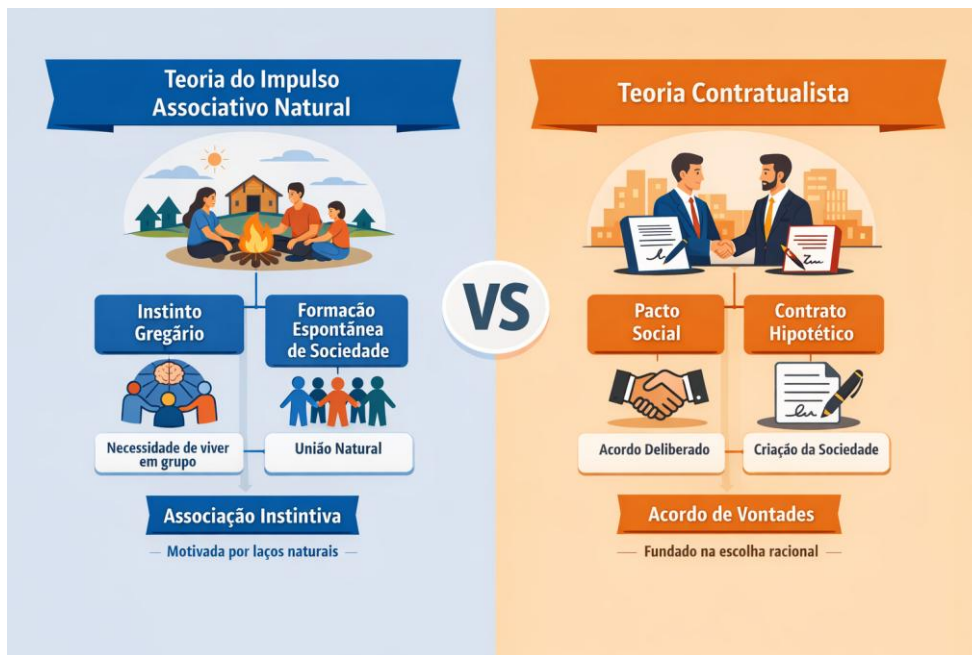 Teoria do Impulso
Associativo Natural
Instinto
Gregário
Formação
Espontânea
de Sociedade
Necessidade de viver
em grupo
União Natural
Associação Instintiva
— Motivada por laços naturais —
VS
Teoria Contratualista
Pacto
Social
Contrato
Hipotético
Acordo Deliberado
Criação da Sociedade
Acordo de Vontades
— Fundado na escolha racional —